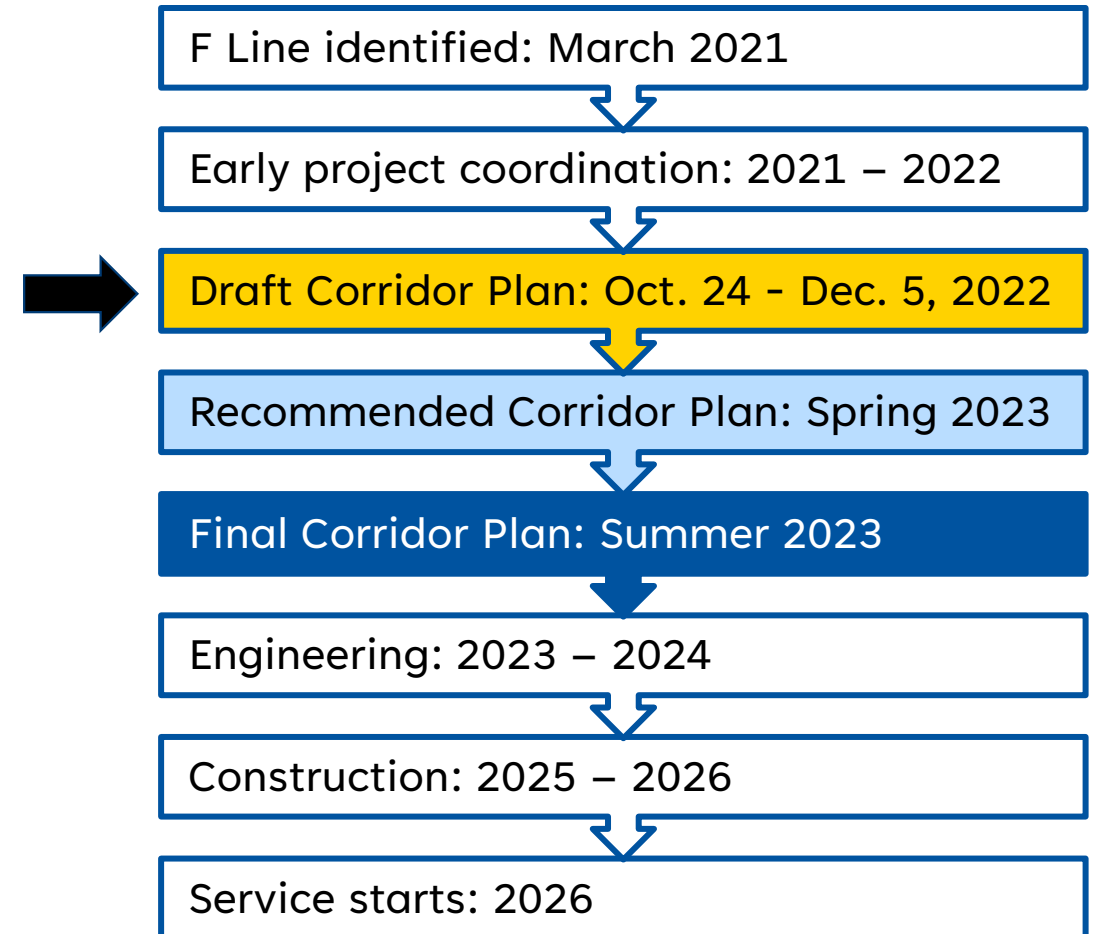 F Line identified: March 2021
Early project coordination: 2021 – 2022
Draft Corridor Plan: Oct. 24 - Dec. 5, 2022
Recommended Corridor Plan: Spring 2023
Final Corridor Plan: Summer 2023
Engineering: 2023 – 2024
Construction: 2025 – 2026
Service starts: 2026